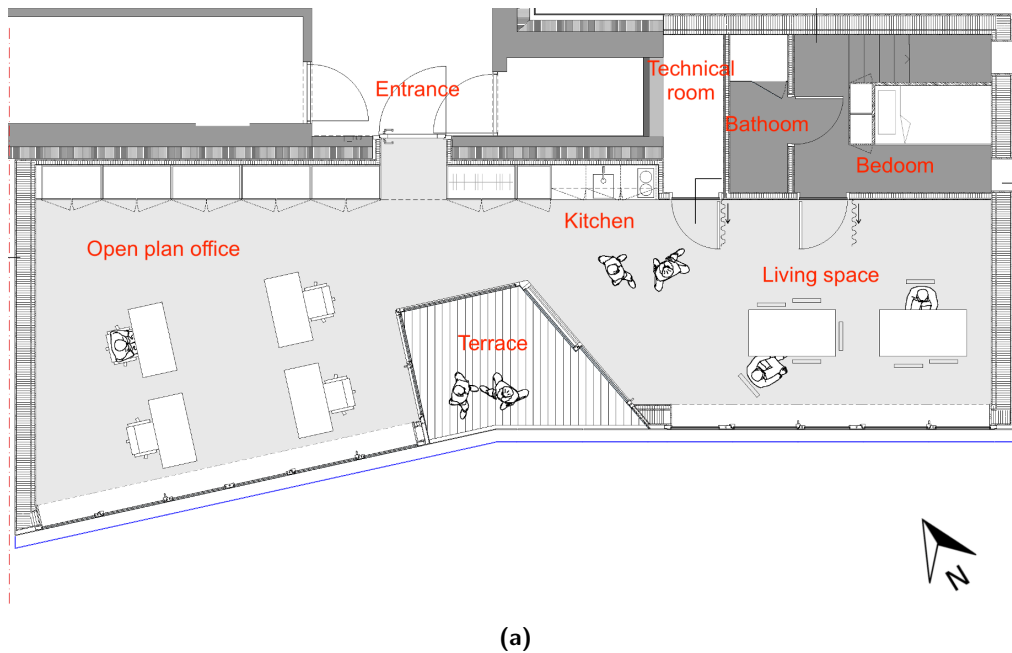 Entrance
Technical
room
Bathoom
Bedoom
Kitchen
Open plan office
Living space
Terrace
N
(a)